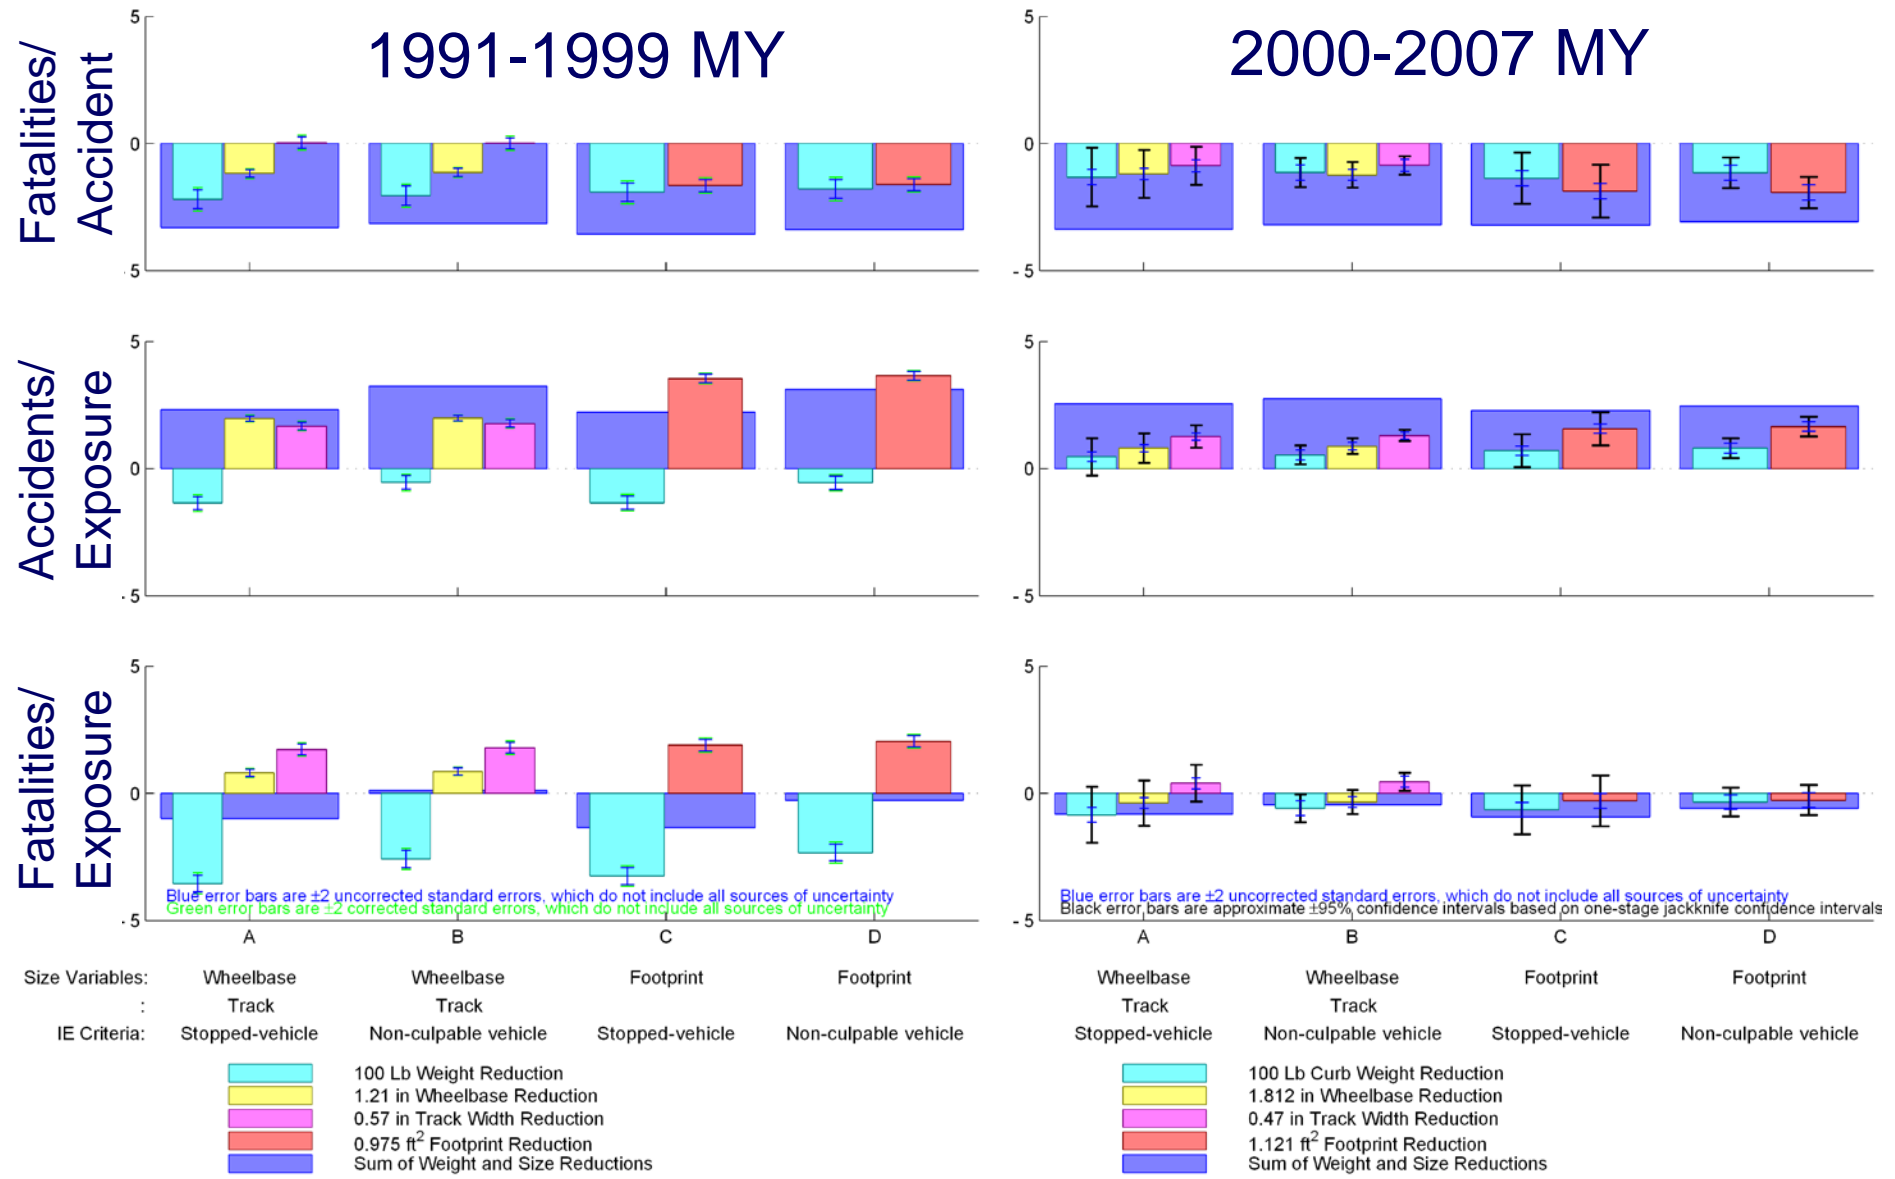 1991-1999 MY
2000-2007 MY
Fatalities/
Accident
5
0
- 5
5
0
- 5
Accidents/
Exposure
5
0
- 5
5
0
- 5
Fatalities/
Exposure
5
0
- 5
Blue error bars are ±2 uncorrected standard errors, which do not include all sources of uncertainty
Green error bars are ±2 corrected standard errors, which do not include all sources of uncertainty
A B C D
5
0
- 5
Blue error bars are ±2 uncorrected standard errors, which do not include all sources of uncertainty
Black error bars are approximate ±95% confidence intervals based on one-stage jackknife confidence intervals
A B C D
Size Variables: Wheelbase Wheelbase Footprint Footprint
: Track Track
IE Criteria: Stopped-vehicle Non-culpable vehicle Stopped-vehicle Non-culpable vehicle
Wheelbase Wheelbase Footprint Footprint
Track Track
Stopped-vehicle Non-culpable vehicle Stopped-vehicle Non-culpable vehicle
100 Lb Weight Reduction
1.21 in Wheelbase Reduction
0.57 in Track Width Reduction
0.975 ft² Footprint Reduction
Sum of Weight and Size Reductions
100 Lb Curb Weight Reduction
1.812 in Wheelbase Reduction
0.47 in Track Width Reduction
1.121 ft² Footprint Reduction
Sum of Weight and Size Reductions